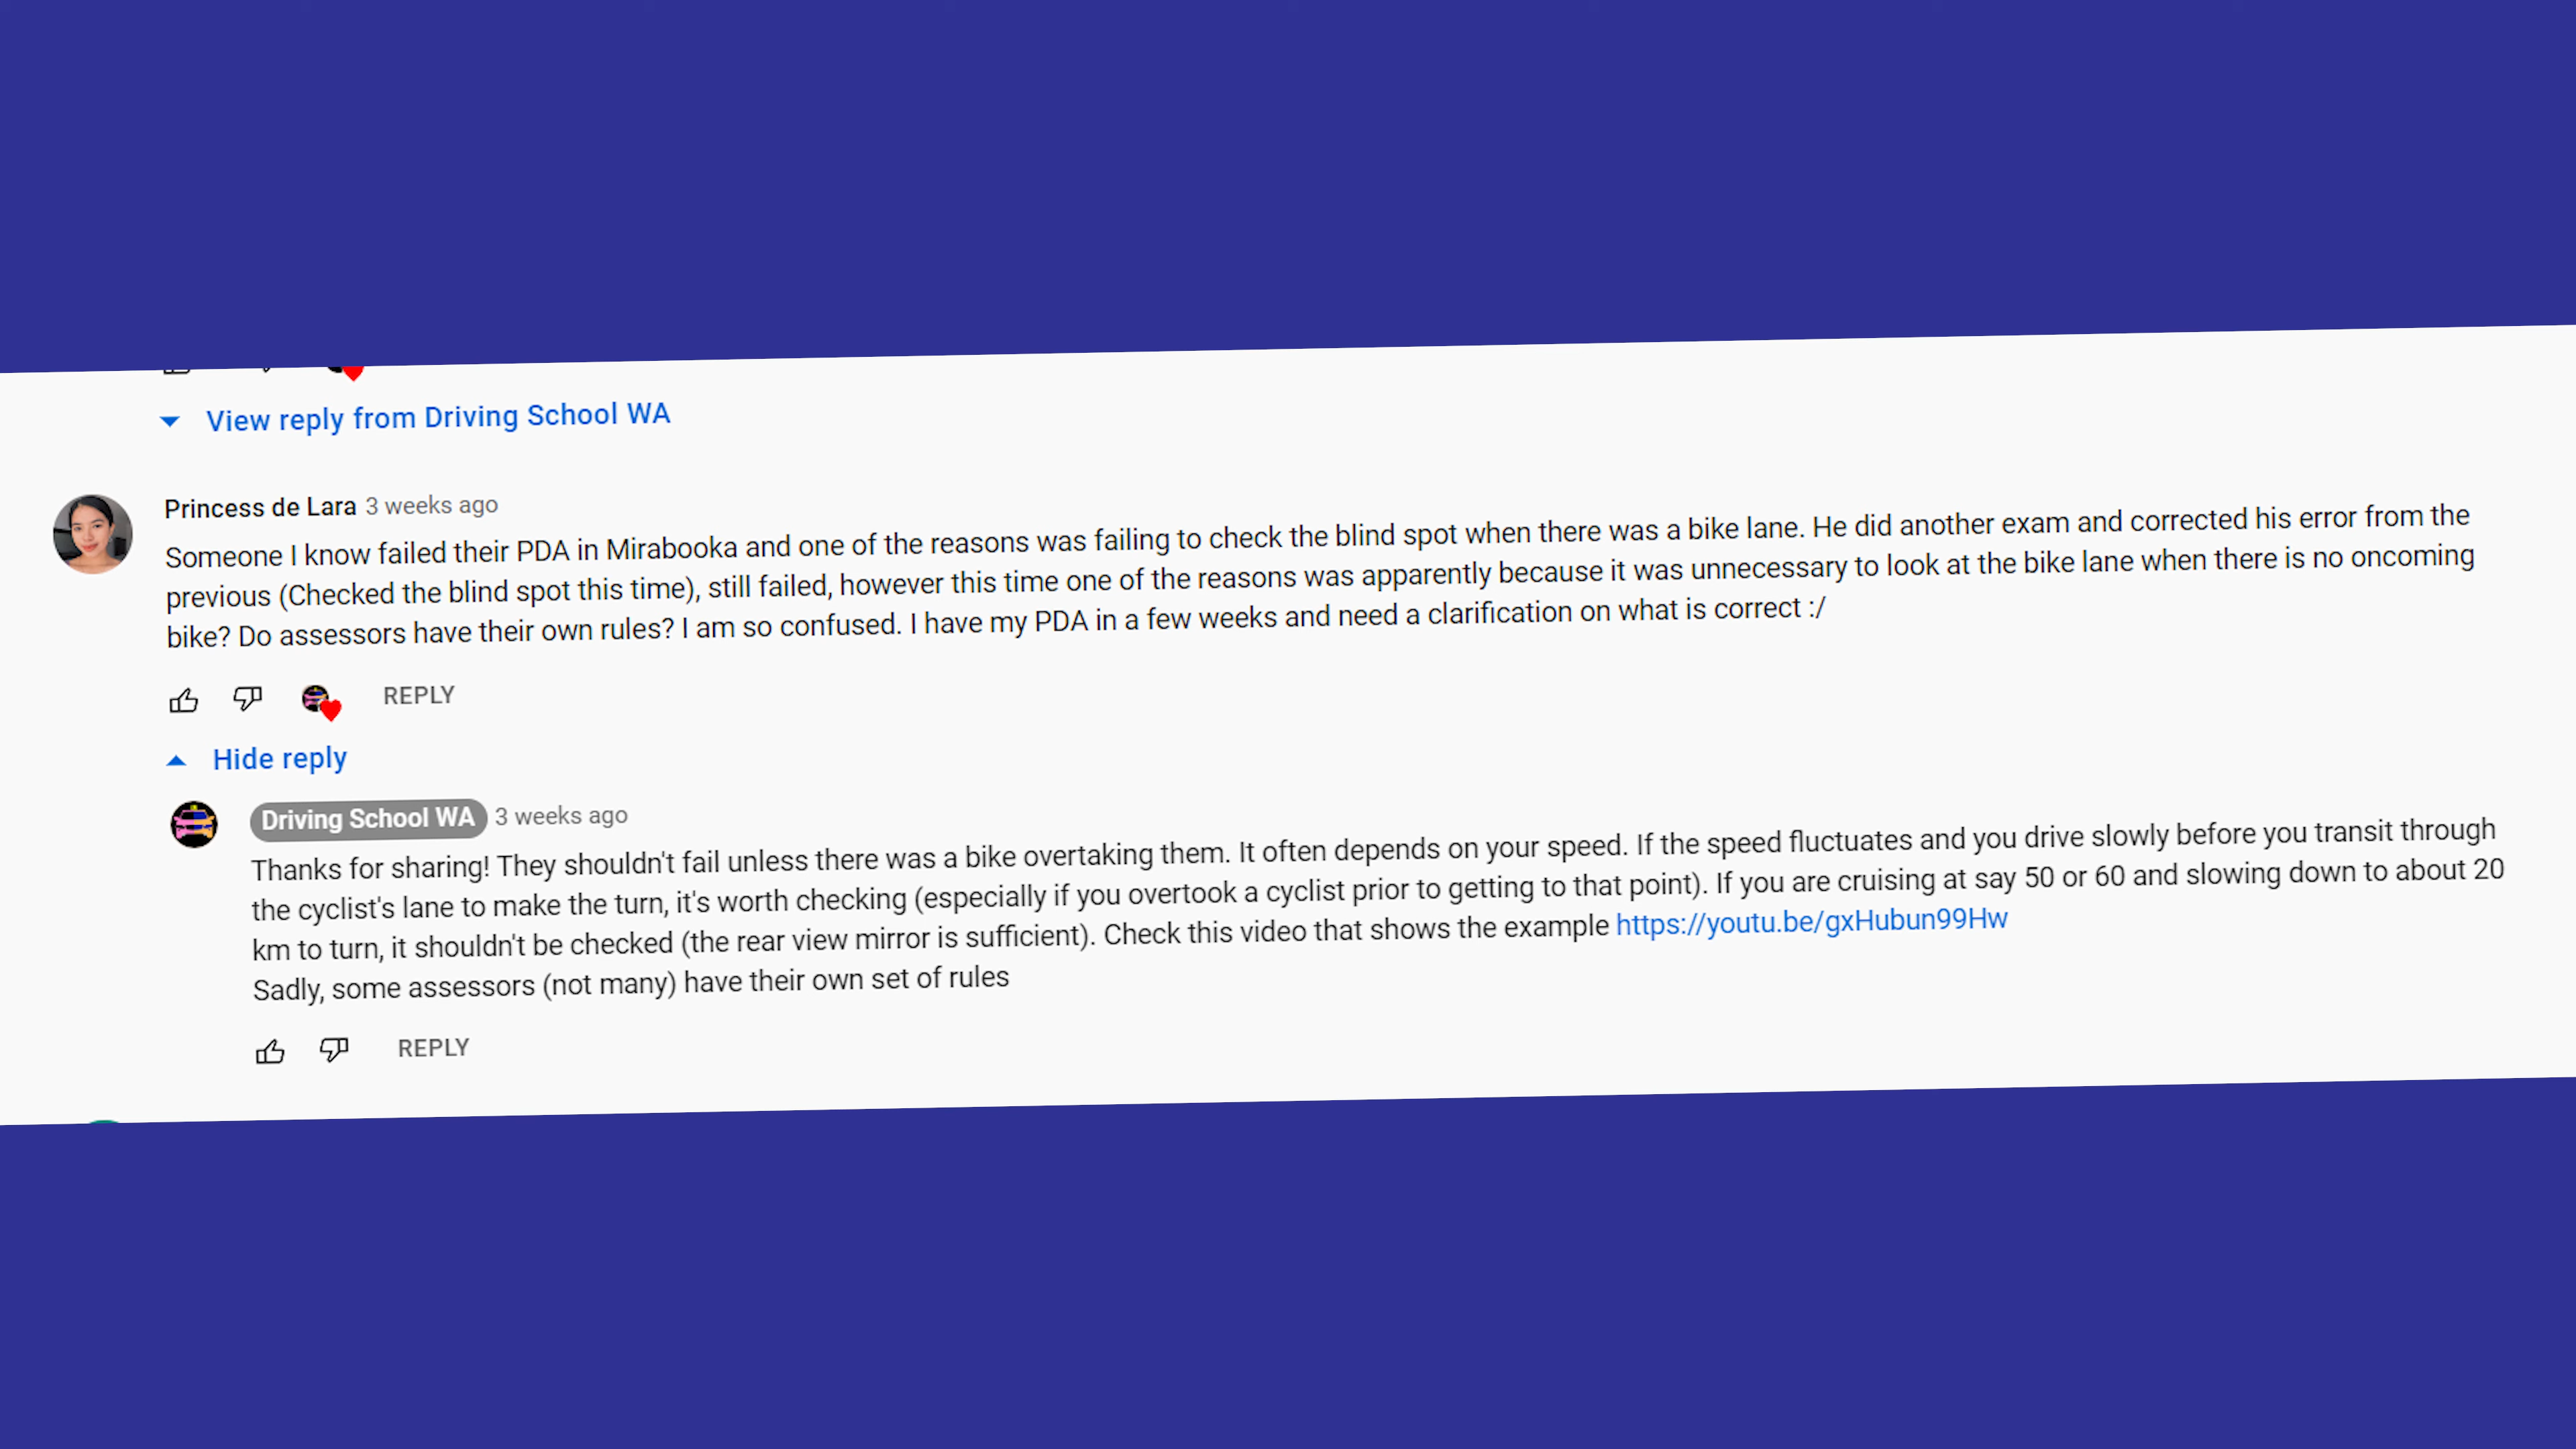 View reply from Driving School WA
Princess de Lara 3 weeks ago
Someone I know failed their PDA in Mirabooka and one of the reasons was failing to check the blind spot when there was a bike lane. He did another exam and corrected his error from the
previous (Checked the blind spot this time), still failed, however this time one of the reasons was apparently because it was unnecessary to look at the bike lane when there is no oncoming
bike? Do assessors have their own rules? I am so confused. I have my PDA in a few weeks and need a clarification on what is correct :/
REPLY
Hide reply
Driving School WA 3 weeks ago
Thanks for sharing! They shouldn't fail unless there was a bike overtaking them. It often depends on your speed. If the speed fluctuates and you drive slowly before you transit through
the cyclist's lane to make the turn, it's worth checking (especially if you overtook a cyclist prior to getting to that point). If you are cruising at say 50 or 60 and slowing down to about 20
km to turn, it shouldn't be checked (the rear view mirror is sufficient). Check this video that shows the example https://youtu.be/gxHubun99Hw
Sadly, some assessors (not many) have their own set of rules
REPLY